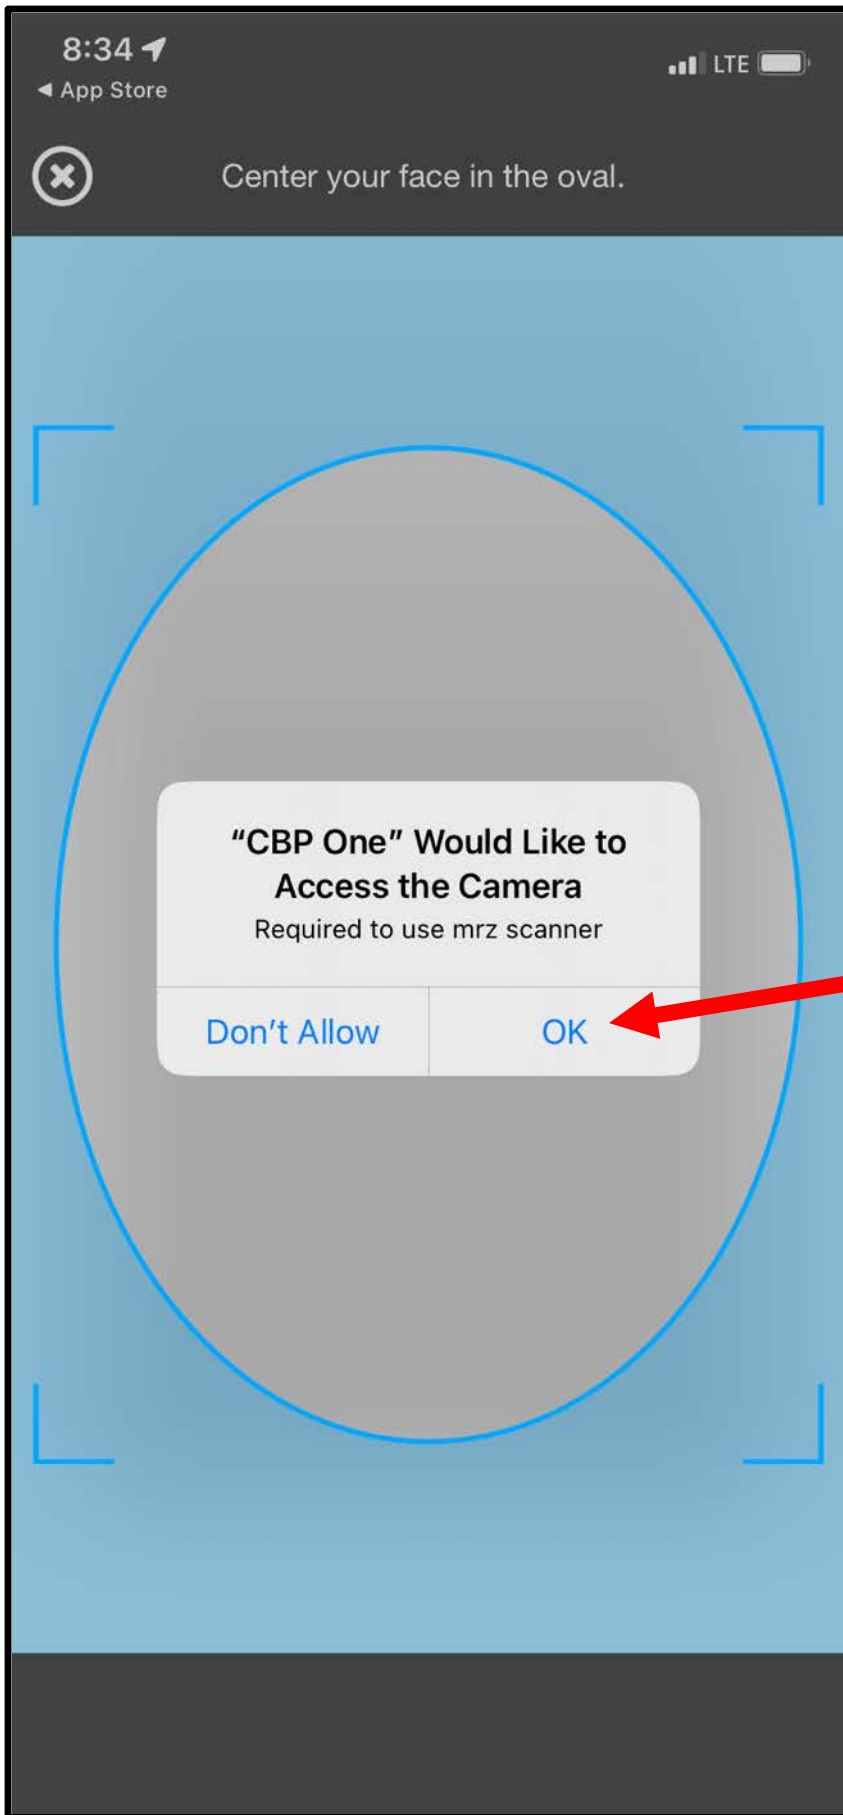 8:34
◀ App Store
LTE
Center your face in the oval.
“CBP One” Would Like to
Access the Camera
Required to use mrz scanner
Don’t Allow
OK